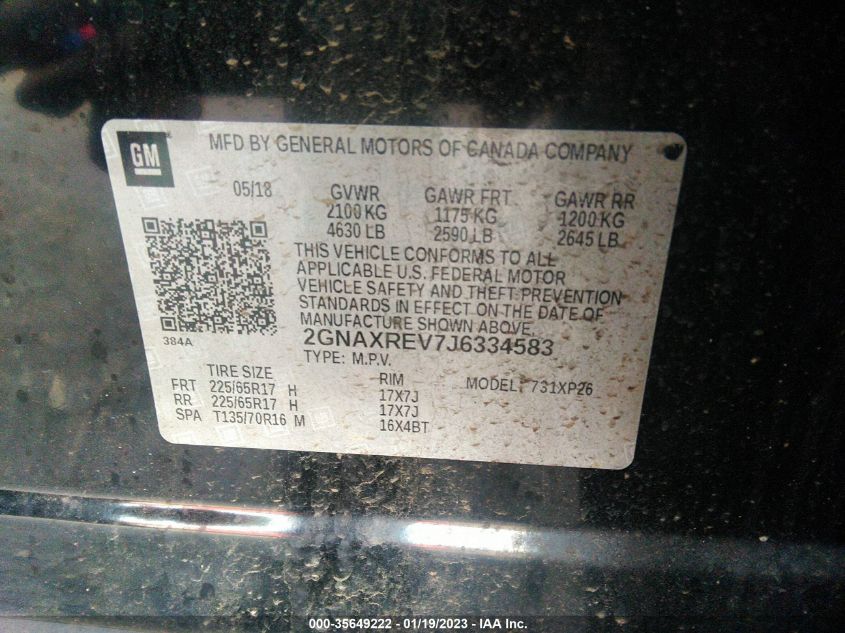 GM
MFD BY GENERAL MOTORS OF CANADA COMPANY
05/18 GVWR GAWR FRT GAWR RR
2100 KG 1175 KG 1200 KG
4630 LB 2590 LB 2645 LB
THIS VEHICLE CONFORMS TO ALL
APPLICABLE U.S. FEDERAL MOTOR
VEHICLE SAFETY AND THEFT PREVENTION
STANDARDS IN EFFECT ON THE DATE OF
MANUFACTURE SHOWN ABOVE.
384A
2GNAXREV7J6334583
TYPE: M.P.V.
TIRE SIZE RIM MODEL: 731XP26
FRT 225/65R17 H 17X7J
RR 225/65R17 H 17X7J
SPA T135/70R16 M 16X4BT
000-35649222 - 01/19/2023 - IAA Inc.